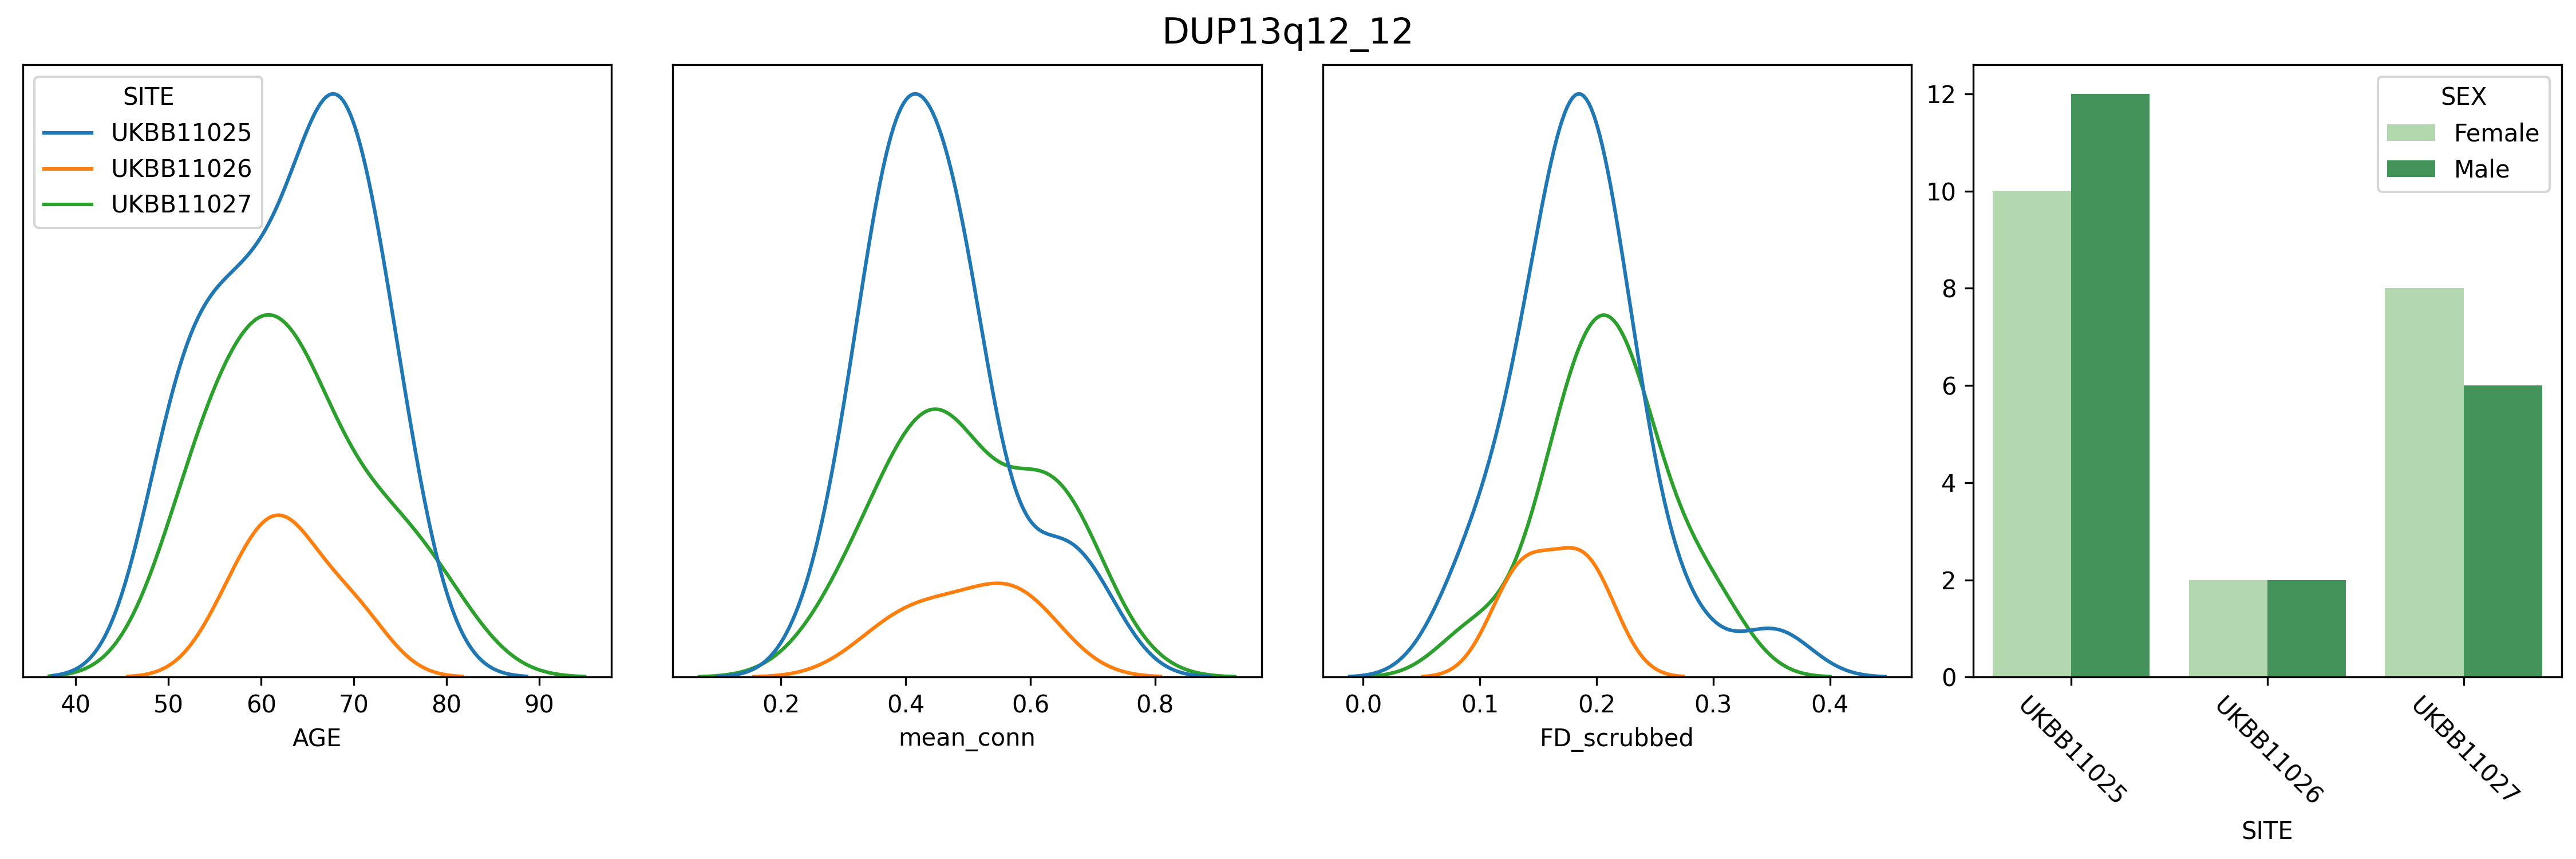 DUP13q12_12
SITE
UKBB11025
UKBB11026
UKBB11027
40 50 60 70 80 90
AGE
0.2 0.4 0.6 0.8
mean_conn
0.0 0.1 0.2 0.3 0.4
FD_scrubbed
SEX
Female
Male
12
10
8
6
4
2
0
UKBB11025
UKBB11026
UKBB11027
SITE